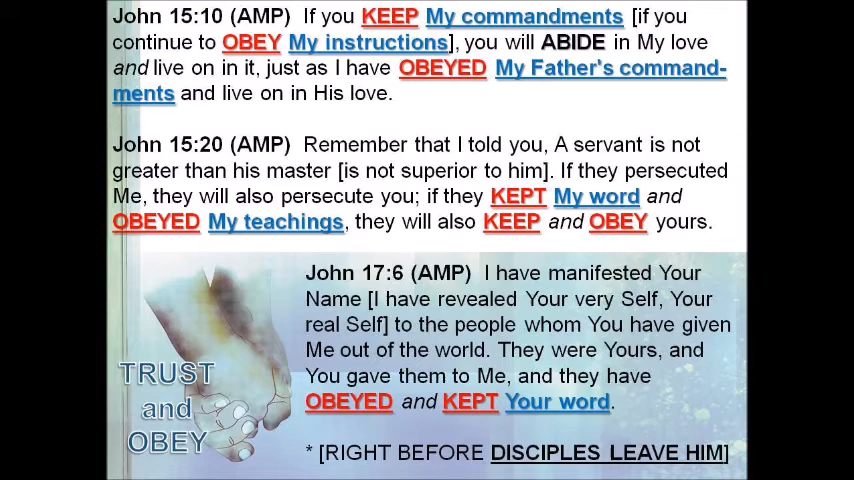 John 15:10 (AMP) If you KEEP My commandments [if you
continue to OBEY My instructions], you will ABIDE in My love
and live on in it, just as I have OBEYED My Father's command-
ments and live on in His love.
John 15:20 (AMP) Remember that I told you, A servant is not
greater than his master [is not superior to him]. If they persecuted
Me, they will also persecute you; if they KEPT My word and
OBEYED My teachings, they will also KEEP and OBEY yours.
John 17:6 (AMP) I have manifested Your
Name [I have revealed Your very Self, Your
real Self] to the people whom You have given
Me out of the world. They were Yours, and
You gave them to Me, and they have
OBEYED and KEPT Your word.
* [RIGHT BEFORE DISCIPLES LEAVE HIM]
TRUST
and
OBEY